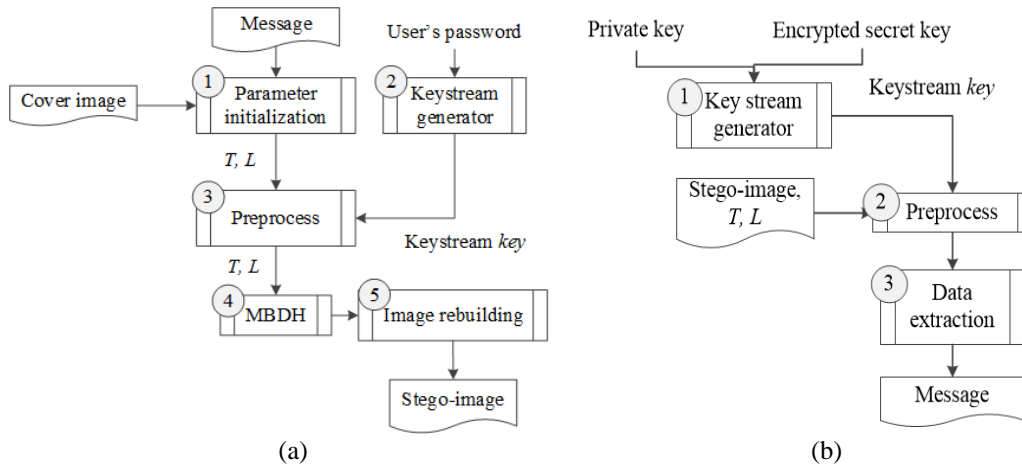 Message
User's password
1
Parameter
initialization
2
Keystream
generator
Cover image
T, L
3
Preprocess
Keystream key
T, L
4
MBDH
5
Image rebuilding
Stego-image
(a)
Private key
Encrypted secret key
1
Key stream
generator
Keystream key
Stego-image,
T, L
2
Preprocess
3
Data
extraction
Message
(b)